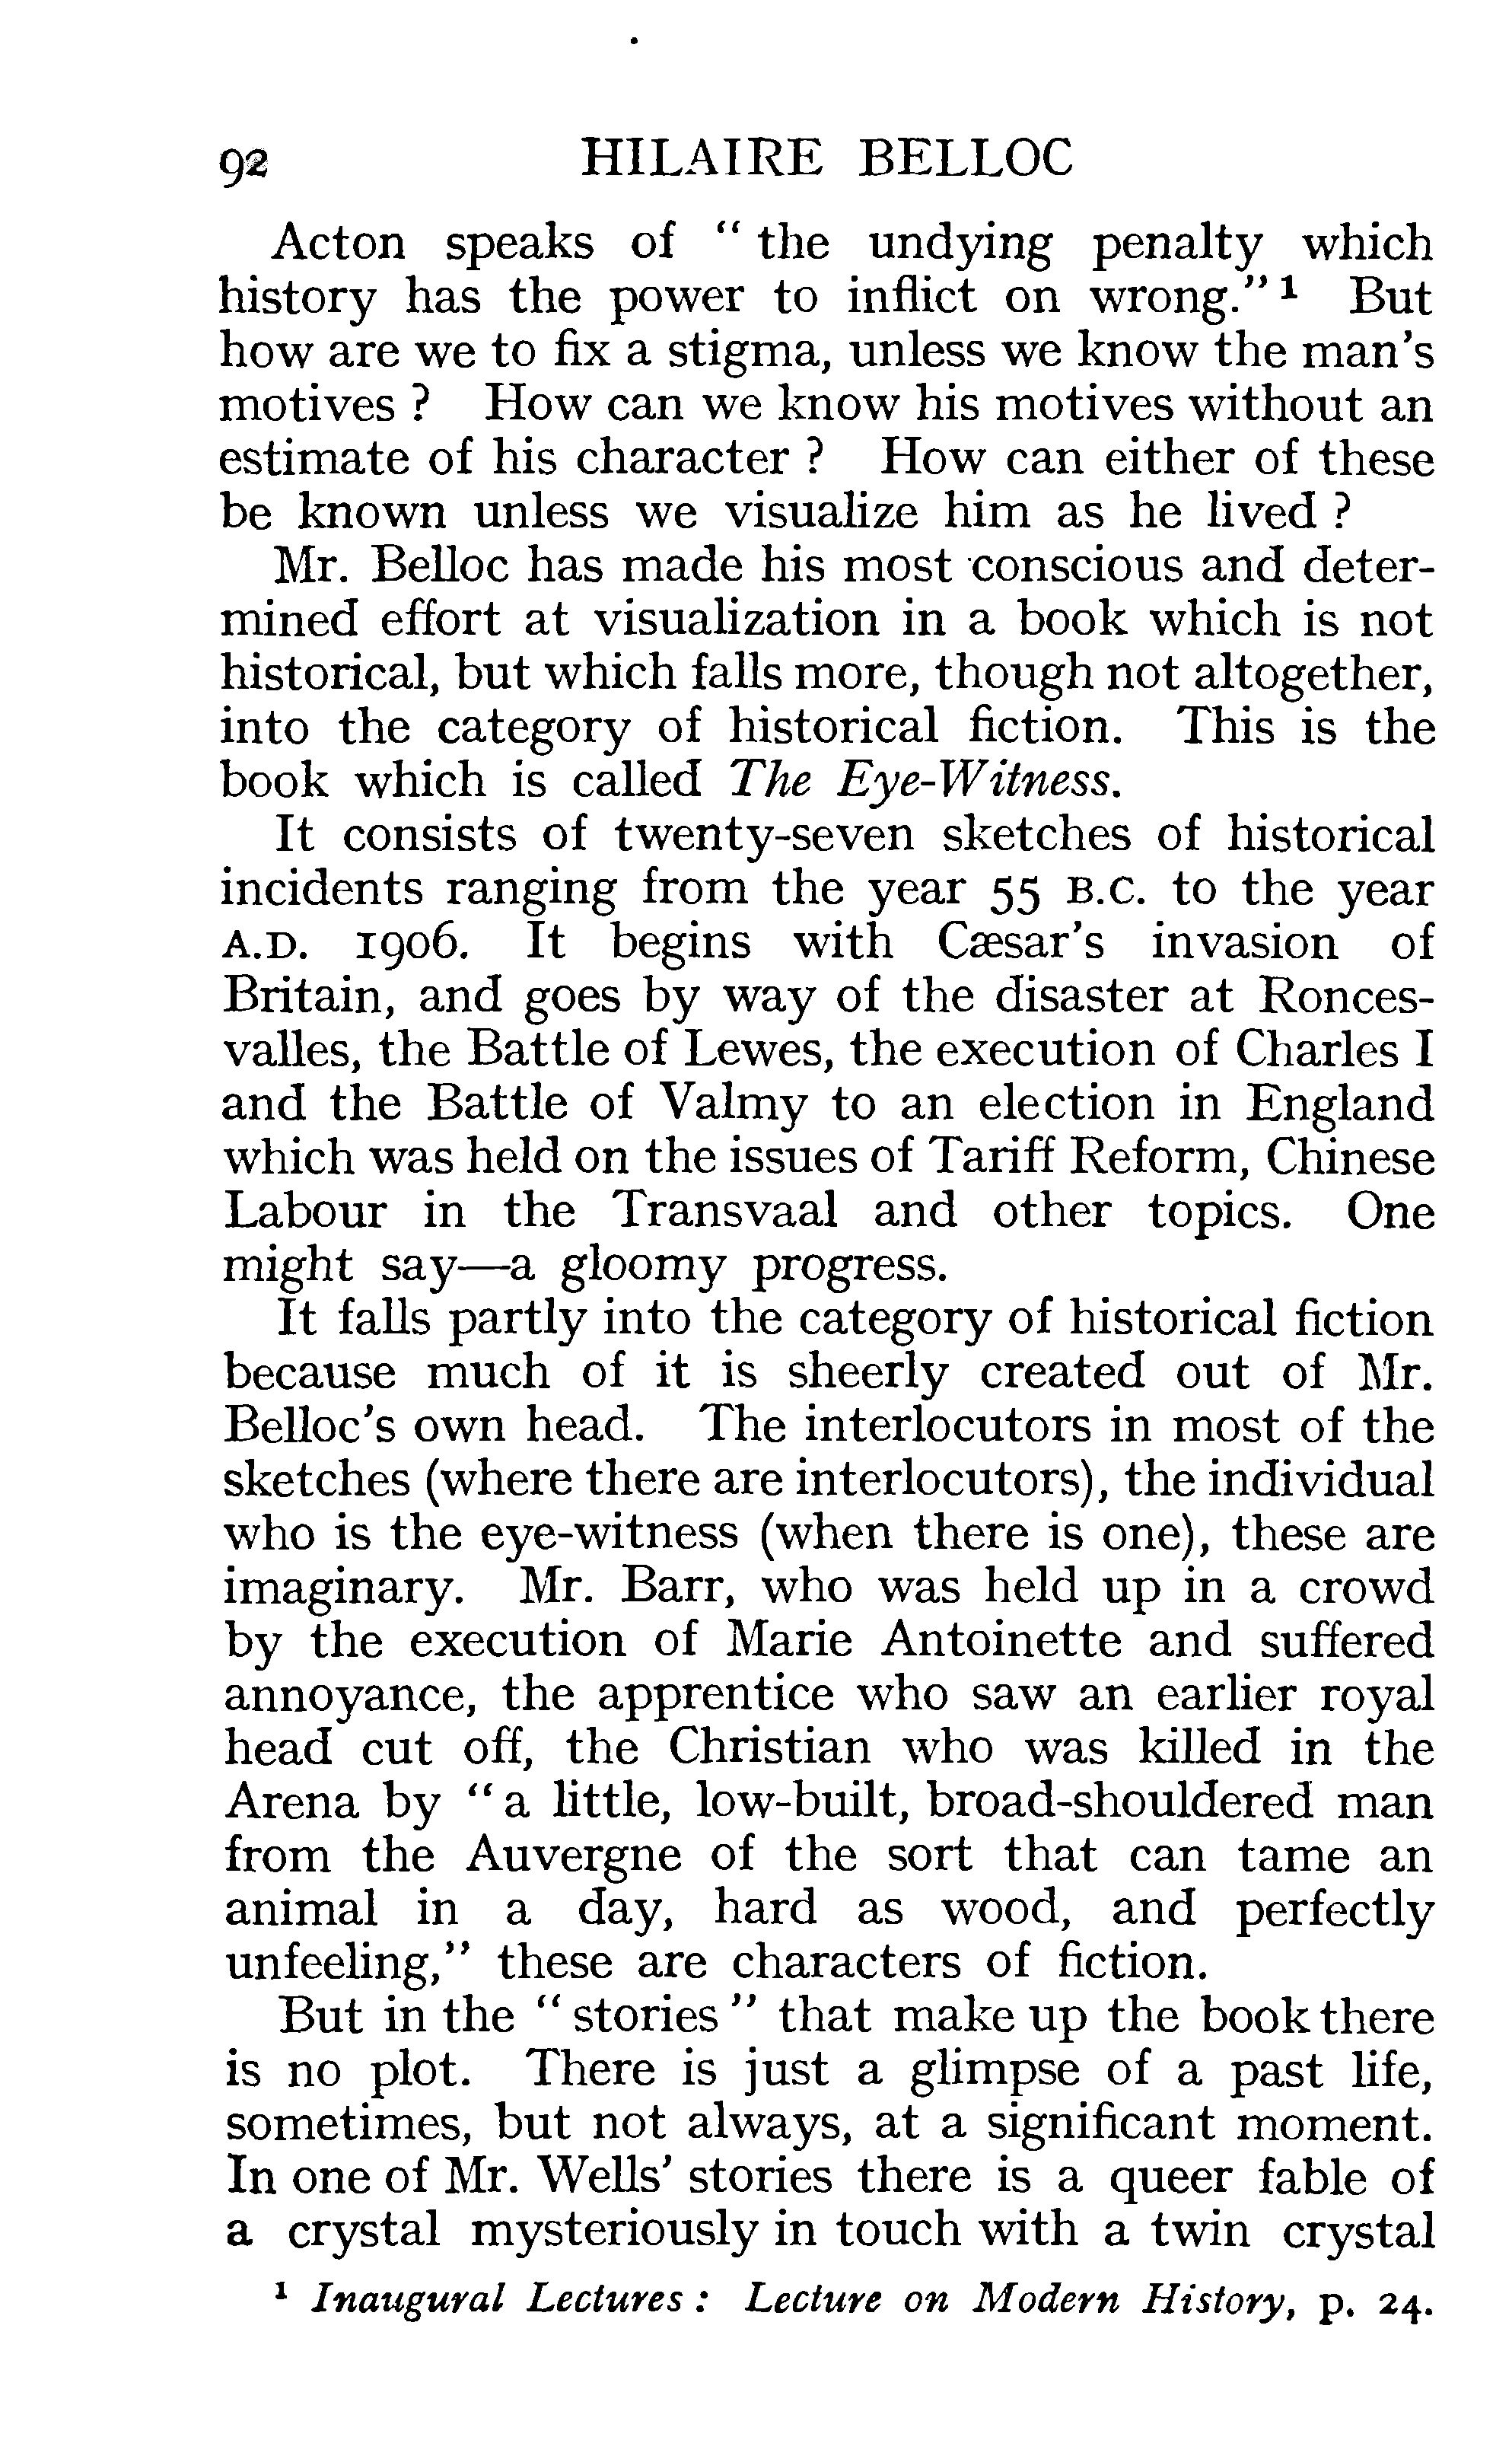 92 HILAIRE BELLOC
Acton speaks of " the undying penalty which
history has the power to inflict on wrong."¹ But
how are we to fix a stigma, unless we know the man's
motives ? How can we know his motives without an
estimate of his character ? How can either of these
be known unless we visualize him as he lived ?
Mr. Belloc has made his most conscious and deter-
mined effort at visualization in a book which is not
historical, but which falls more, though not altogether,
into the category of historical fiction. This is the
book which is called The Eye-Witness.
It consists of twenty-seven sketches of historical
incidents ranging from the year 55 B.C. to the year
A.D. 1906. It begins with Cæsar's invasion of
Britain, and goes by way of the disaster at Ronces-
valles, the Battle of Lewes, the execution of Charles I
and the Battle of Valmy to an election in England
which was held on the issues of Tariff Reform, Chinese
Labour in the Transvaal and other topics. One
might say—a gloomy progress.
It falls partly into the category of historical fiction
because much of it is sheerly created out of Mr.
Belloc's own head. The interlocutors in most of the
sketches (where there are interlocutors), the individual
who is the eye-witness (when there is one), these are
imaginary. Mr. Barr, who was held up in a crowd
by the execution of Marie Antoinette and suffered
annoyance, the apprentice who saw an earlier royal
head cut off, the Christian who was killed in the
Arena by " a little, low-built, broad-shouldered man
from the Auvergne of the sort that can tame an
animal in a day, hard as wood, and perfectly
unfeeling," these are characters of fiction.
But in the " stories " that make up the book there
is no plot. There is just a glimpse of a past life,
sometimes, but not always, at a significant moment.
In one of Mr. Wells' stories there is a queer fable of
a crystal mysteriously in touch with a twin crystal
¹ Inaugural Lectures : Lecture on Modern History, p. 24.